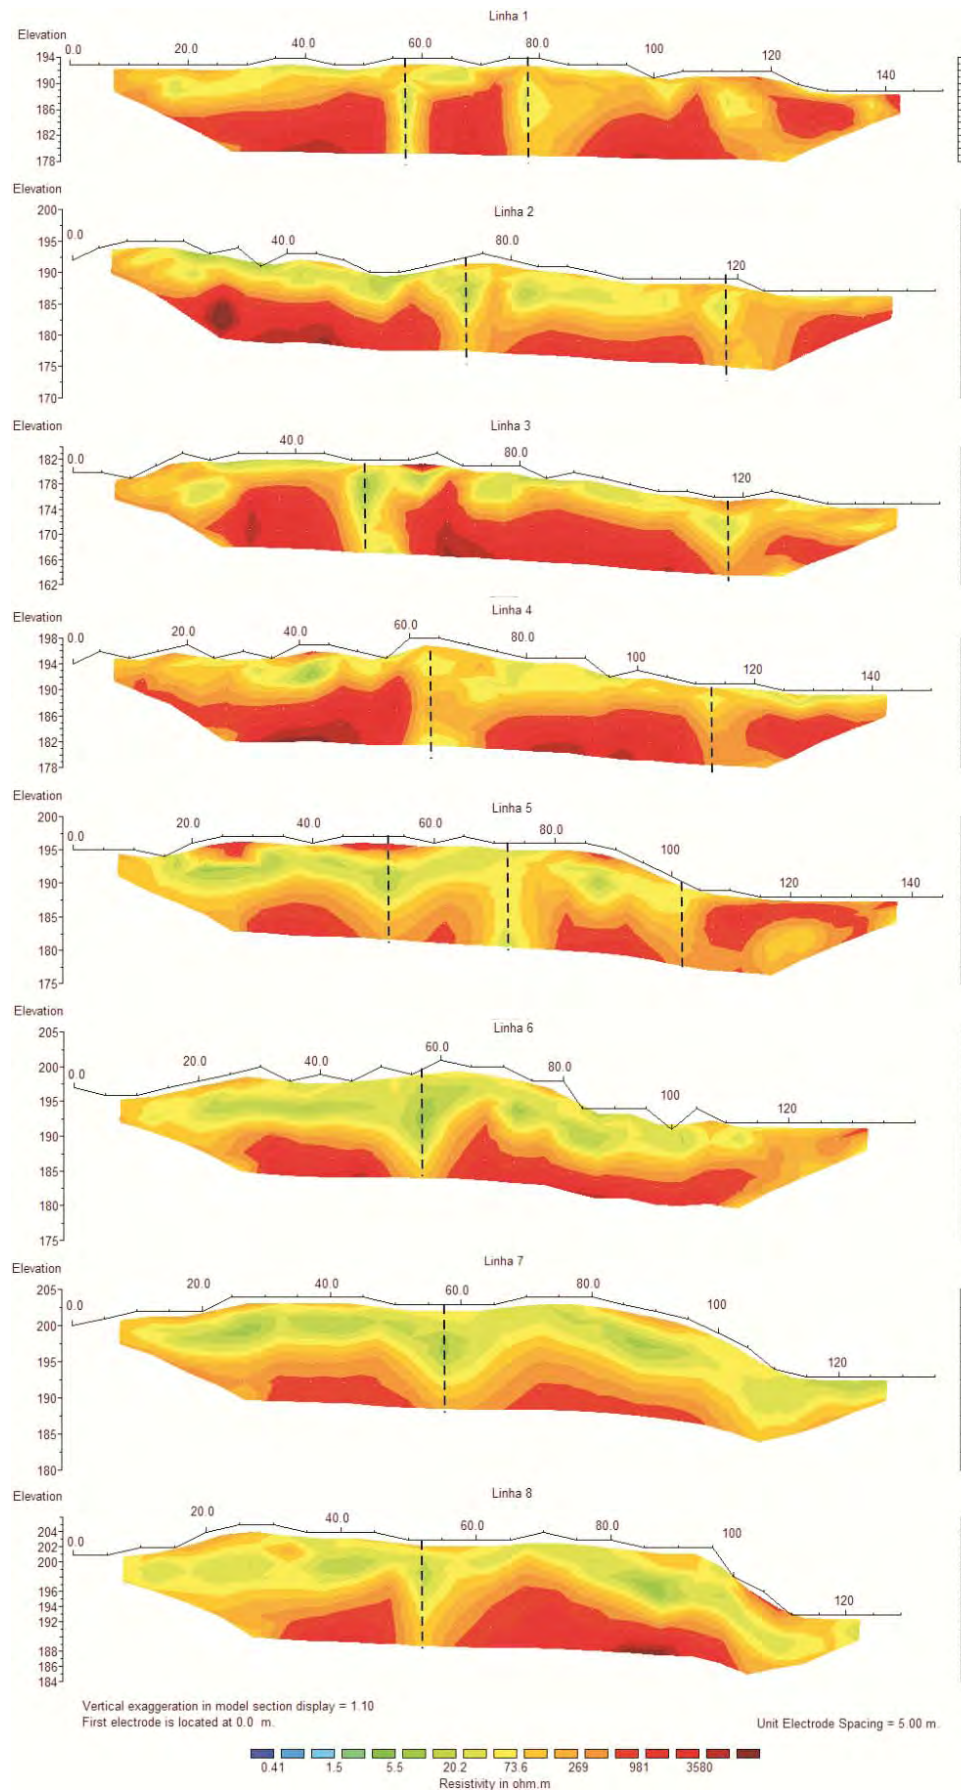 Linha 1
Elevation
0.0 20.0 40.0 60.0 80.0 100 120 140
194
190
186
182
178
Elevation
Linha 2
200
195
190
185
180
175
170
0.0 40.0 80.0 120
Elevation
Linha 3
182
178
174
170
166
162
0.0 40.0 80.0 120
Elevation
Linha 4
198
194
190
186
182
178
0.0 20.0 40.0 60.0 80.0 100 120 140
Elevation
Linha 5
200
195
190
185
180
175
0.0 20.0 40.0 60.0 80.0 100 120 140
Elevation
Linha 6
205
200
195
190
185
180
175
0.0 20.0 40.0 60.0 80.0 100 120
Elevation
Linha 7
205
200
195
190
185
180
0.0 20.0 40.0 60.0 80.0 100 120
Elevation
Linha 8
204
202
200
196
194
192
190
188
186
184
0.0 20.0 40.0 60.0 80.0 100 120
Vertical exaggeration in model section display = 1.10
First electrode is located at 0.0 m.
Unit Electrode Spacing = 5.00 m.
0.41 1.5 5.5 20.2 73.6 269 981 3580
Resistivity in ohm.m